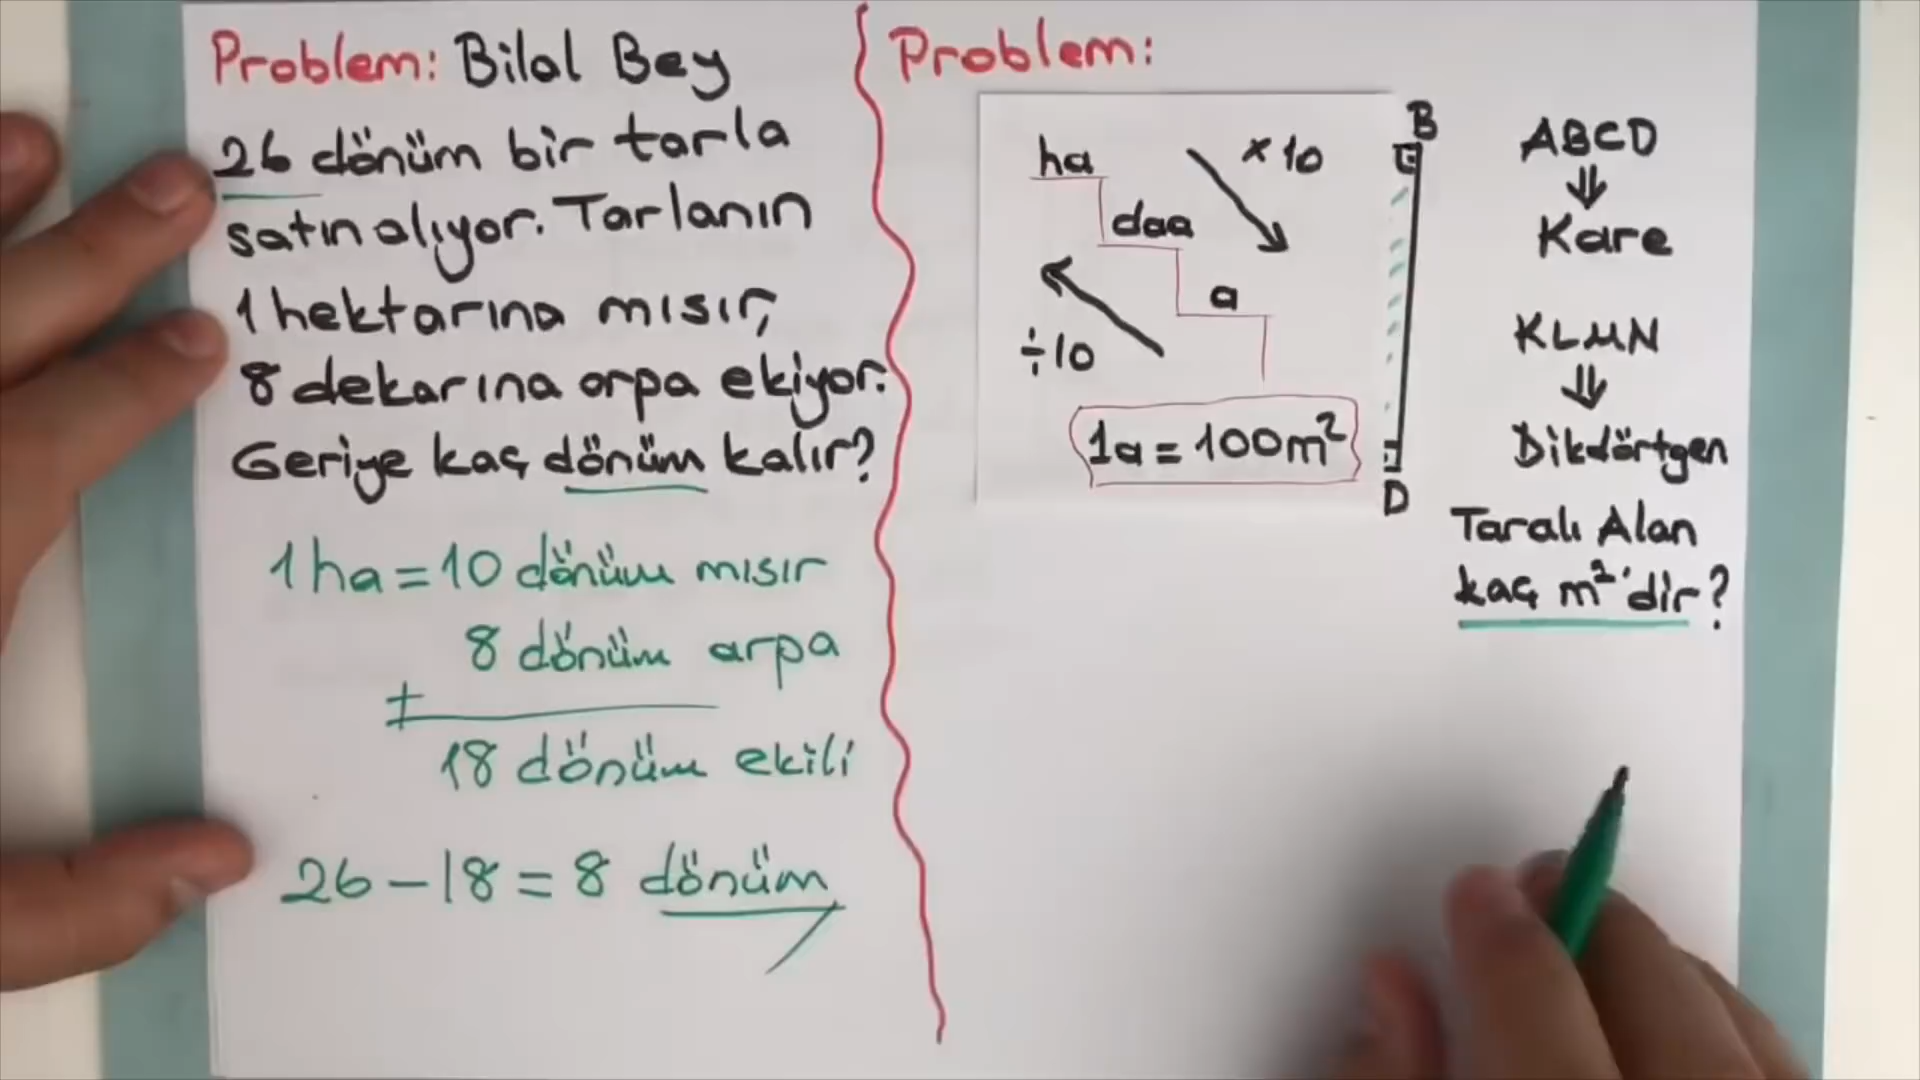 Problem: Bilal Bey
26 dönüm bir tarla
satın alıyor. Tarlanın
1 hektarına mısır,
8 dekarına arpa ekiyor.
Geriye kaç dönüm kalır?
1 ha = 10 dönüm mısır
8 dönüm arpa
+
18 dönüm ekili
26 - 18 = 8 dönüm
Problem:
ha
daa
a
x 10
÷10
1a = 100m²
B
D
ABCD
⇓
Kare
KLMN
⇓
Dikdörtgen
Taralı Alan
kaç m²'dir?